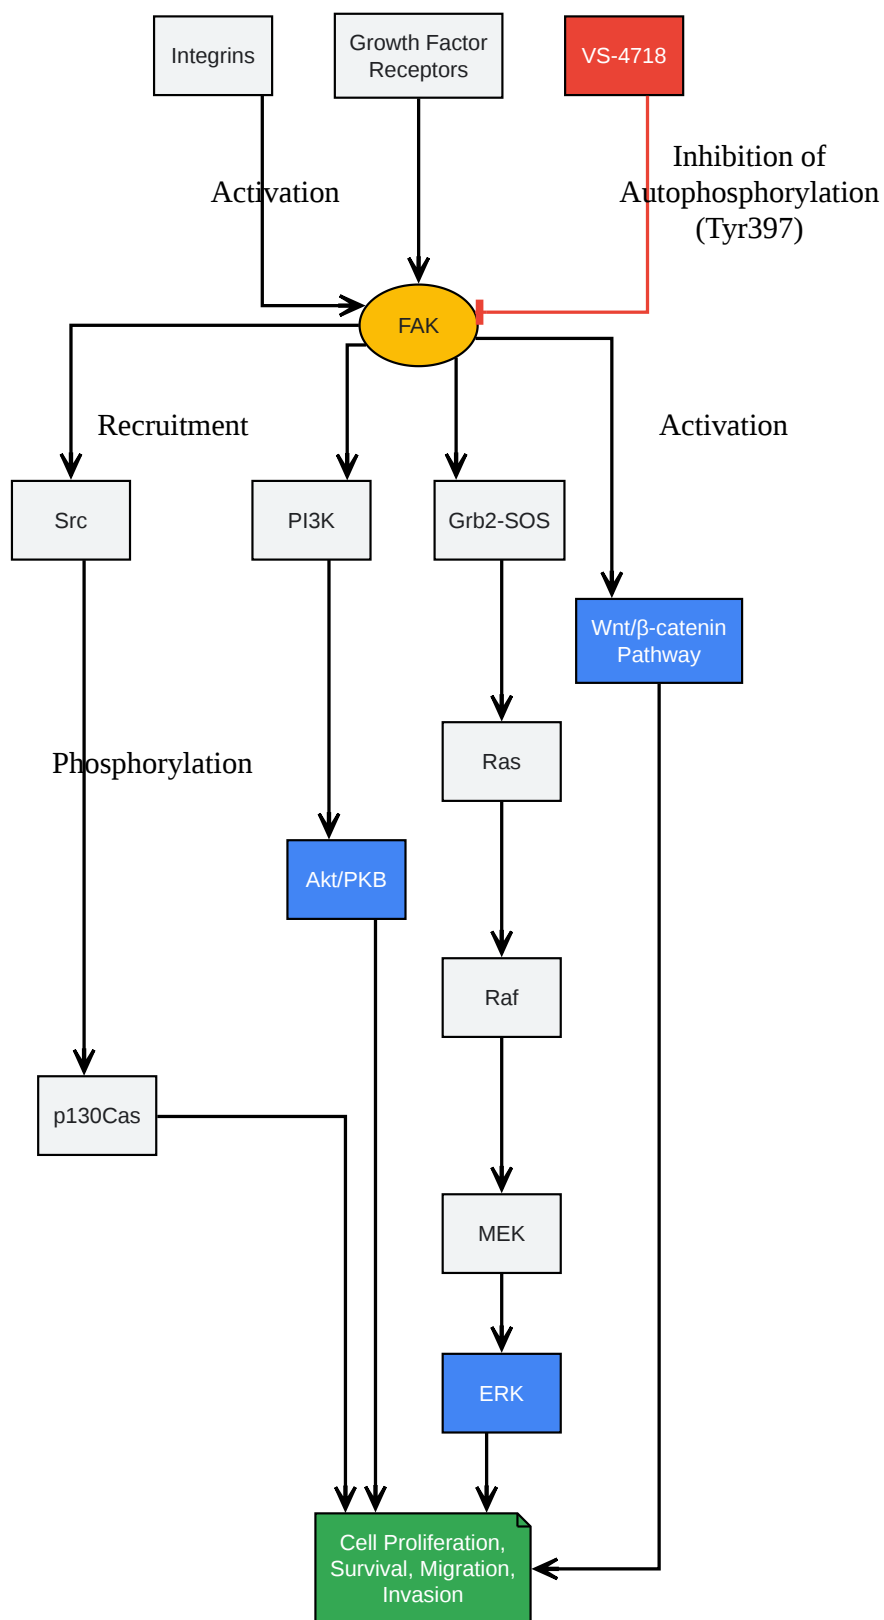 Integrins
Growth Factor
Receptors
VS-4718
Activation
Inhibition of
Autophosphorylation
(Tyr397)
FAK
Recruitment
Activation
Src
PI3K
Grb2-SOS
Wnt/β-catenin
Pathway
Phosphorylation
Ras
Akt/PKB
Raf
p130Cas
MEK
ERK
Cell Proliferation,
Survival, Migration,
Invasion